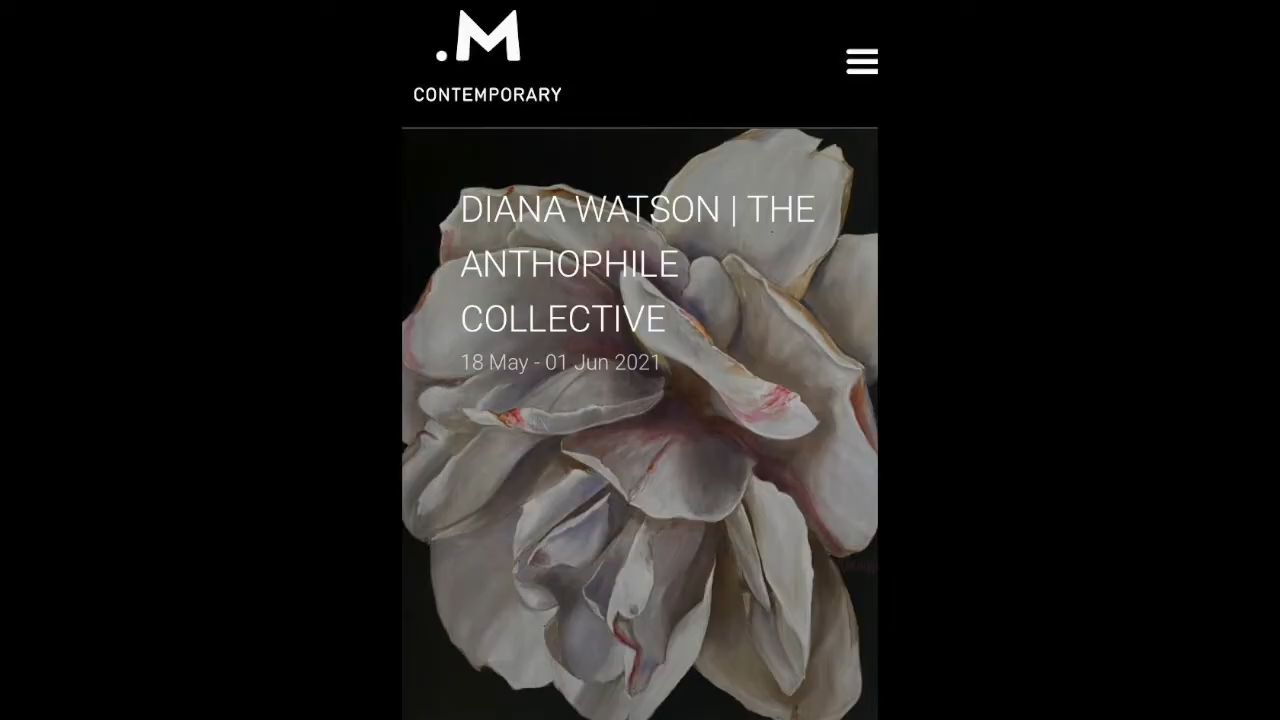 .M
CONTEMPORARY
DIANA WATSON | THE
ANTHOPHILE
COLLECTIVE
18 May - 01 Jun 2021